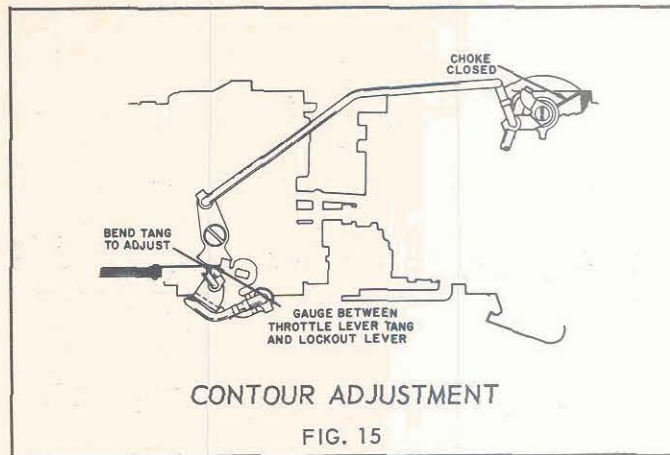 CHOKE
CLOSED
BEND TANG
TO ADJUST
GAUGE BETWEEN
THROTTLE LEVER TANG
AND LOCKOUT LEVER
CONTOUR ADJUSTMENT
FIG. 15